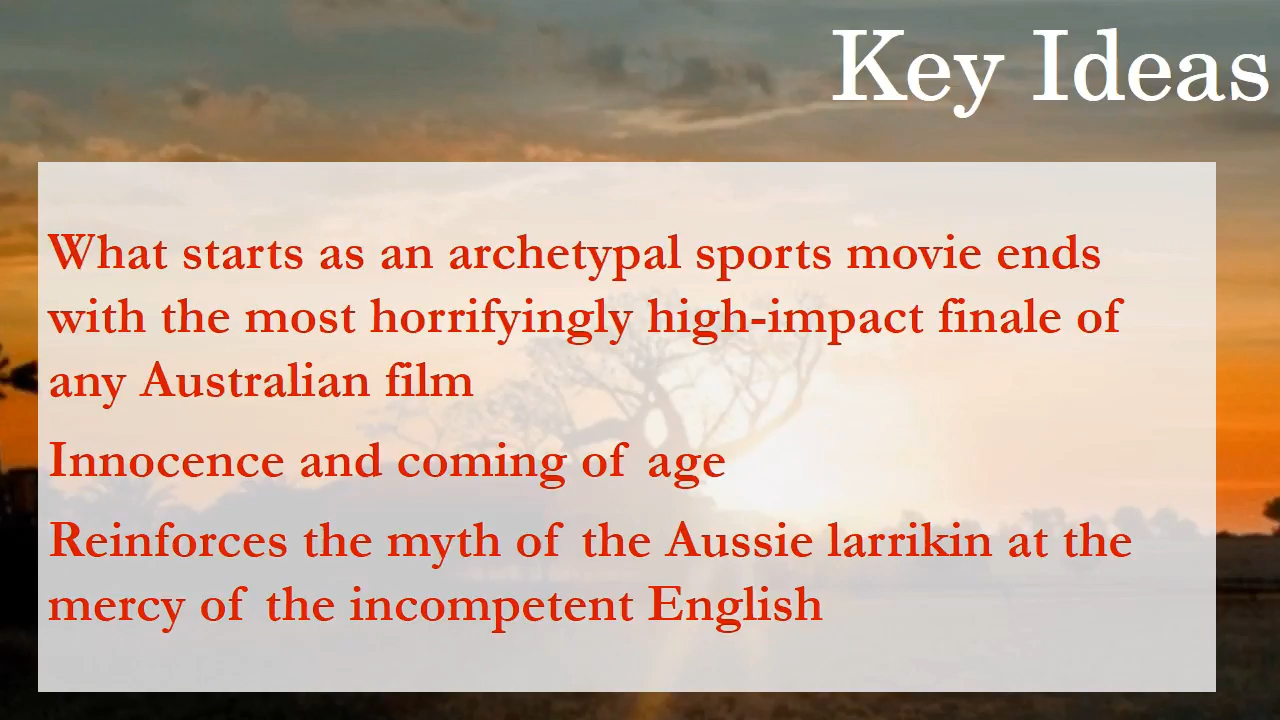 Key Ideas
What starts as an archetypal sports movie ends
with the most horrifyingly high-impact finale of
any Australian film
Innocence and coming of age
Reinforces the myth of the Aussie larrikin at the
mercy of the incompetent English